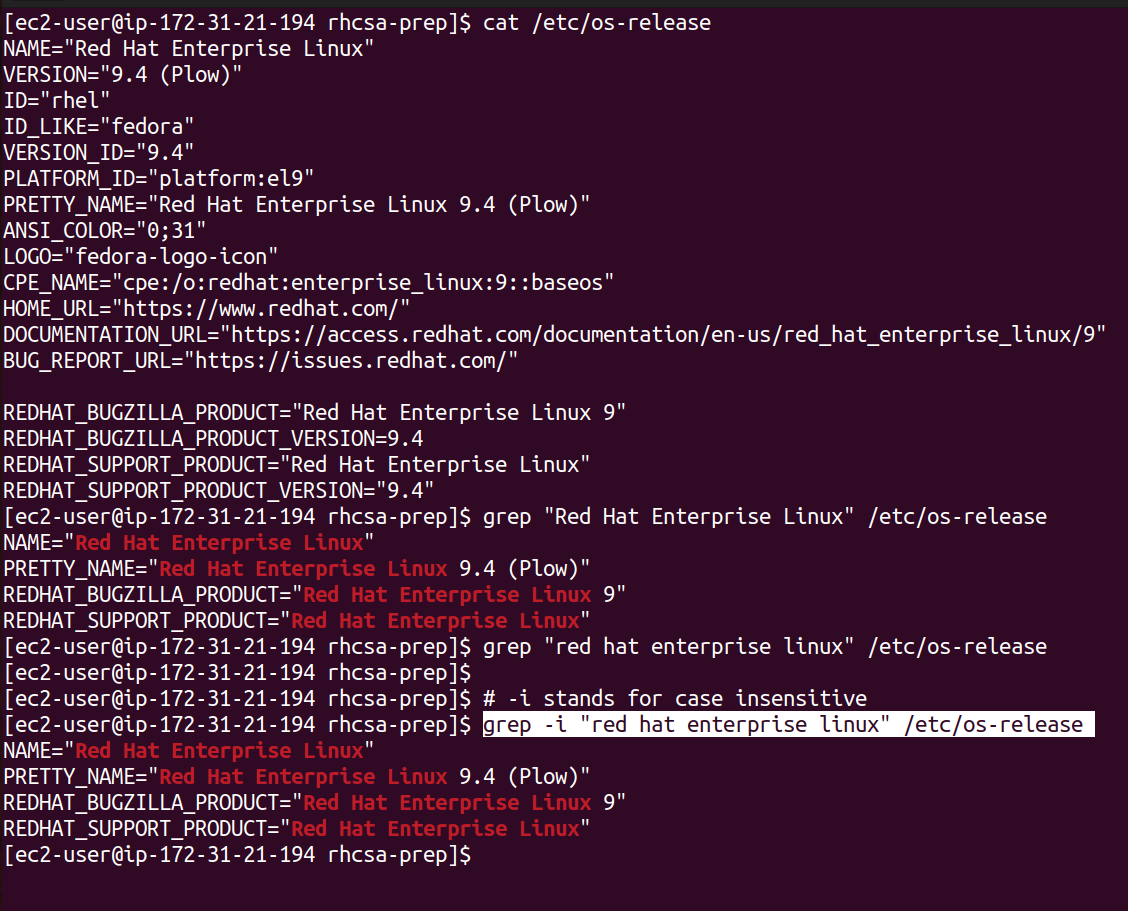 [ec2-user@ip-172-31-21-194 rhcsa-prep]$ cat /etc/os-release
NAME="Red Hat Enterprise Linux"
VERSION="9.4 (Plow)"
ID="rhel"
ID_LIKE="fedora"
VERSION_ID="9.4"
PLATFORM_ID="platform:el9"
PRETTY_NAME="Red Hat Enterprise Linux 9.4 (Plow)"
ANSI_COLOR="0;31"
LOGO="fedora-logo-icon"
CPE_NAME="cpe:/o:redhat:enterprise_linux:9::baseos"
HOME_URL="https://www.redhat.com/"
DOCUMENTATION_URL="https://access.redhat.com/documentation/en-us/red_hat_enterprise_linux/9"
BUG_REPORT_URL="https://issues.redhat.com/"

REDHAT_BUGZILLA_PRODUCT="Red Hat Enterprise Linux 9"
REDHAT_BUGZILLA_PRODUCT_VERSION=9.4
REDHAT_SUPPORT_PRODUCT="Red Hat Enterprise Linux"
REDHAT_SUPPORT_PRODUCT_VERSION="9.4"
[ec2-user@ip-172-31-21-194 rhcsa-prep]$ grep "Red Hat Enterprise Linux" /etc/os-release
NAME="Red Hat Enterprise Linux"
PRETTY_NAME="Red Hat Enterprise Linux 9.4 (Plow)"
REDHAT_BUGZILLA_PRODUCT="Red Hat Enterprise Linux 9"
REDHAT_SUPPORT_PRODUCT="Red Hat Enterprise Linux"
[ec2-user@ip-172-31-21-194 rhcsa-prep]$ grep "red hat enterprise linux" /etc/os-release
[ec2-user@ip-172-31-21-194 rhcsa-prep]$
[ec2-user@ip-172-31-21-194 rhcsa-prep]$ # -i stands for case insensitive
[ec2-user@ip-172-31-21-194 rhcsa-prep]$ grep -i "red hat enterprise linux" /etc/os-release
NAME="Red Hat Enterprise Linux"
PRETTY_NAME="Red Hat Enterprise Linux 9.4 (Plow)"
REDHAT_BUGZILLA_PRODUCT="Red Hat Enterprise Linux 9"
REDHAT_SUPPORT_PRODUCT="Red Hat Enterprise Linux"
[ec2-user@ip-172-31-21-194 rhcsa-prep]$